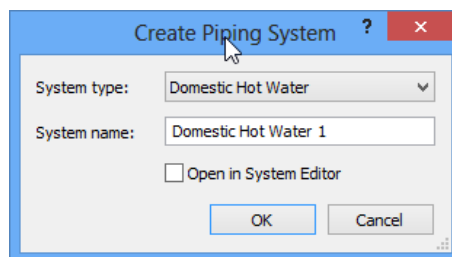 Create Piping System ? ×
System type: Domestic Hot Water
System name: Domestic Hot Water 1
Open in System Editor
OK Cancel